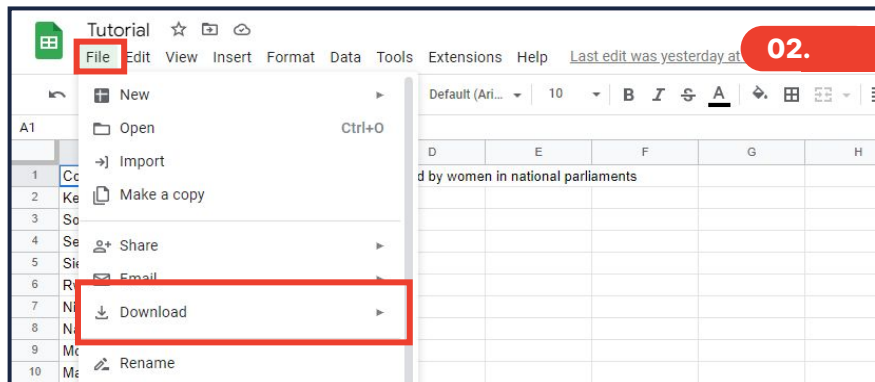 Tutorial
02.
File Edit View Insert Format Data Tools Extensions Help Last edit was yesterday at
Default (Ari... 10 B I S A
A1
New
Open Ctrl+O
Import
Make a copy
Share
Email
Download
Rename
D E F G H
1 Co d by women in national parliaments
2 Ke
3 So
4 Se
5 Sie
6 Rw
7 Ni
8 Na
9 Mo
10 Ma